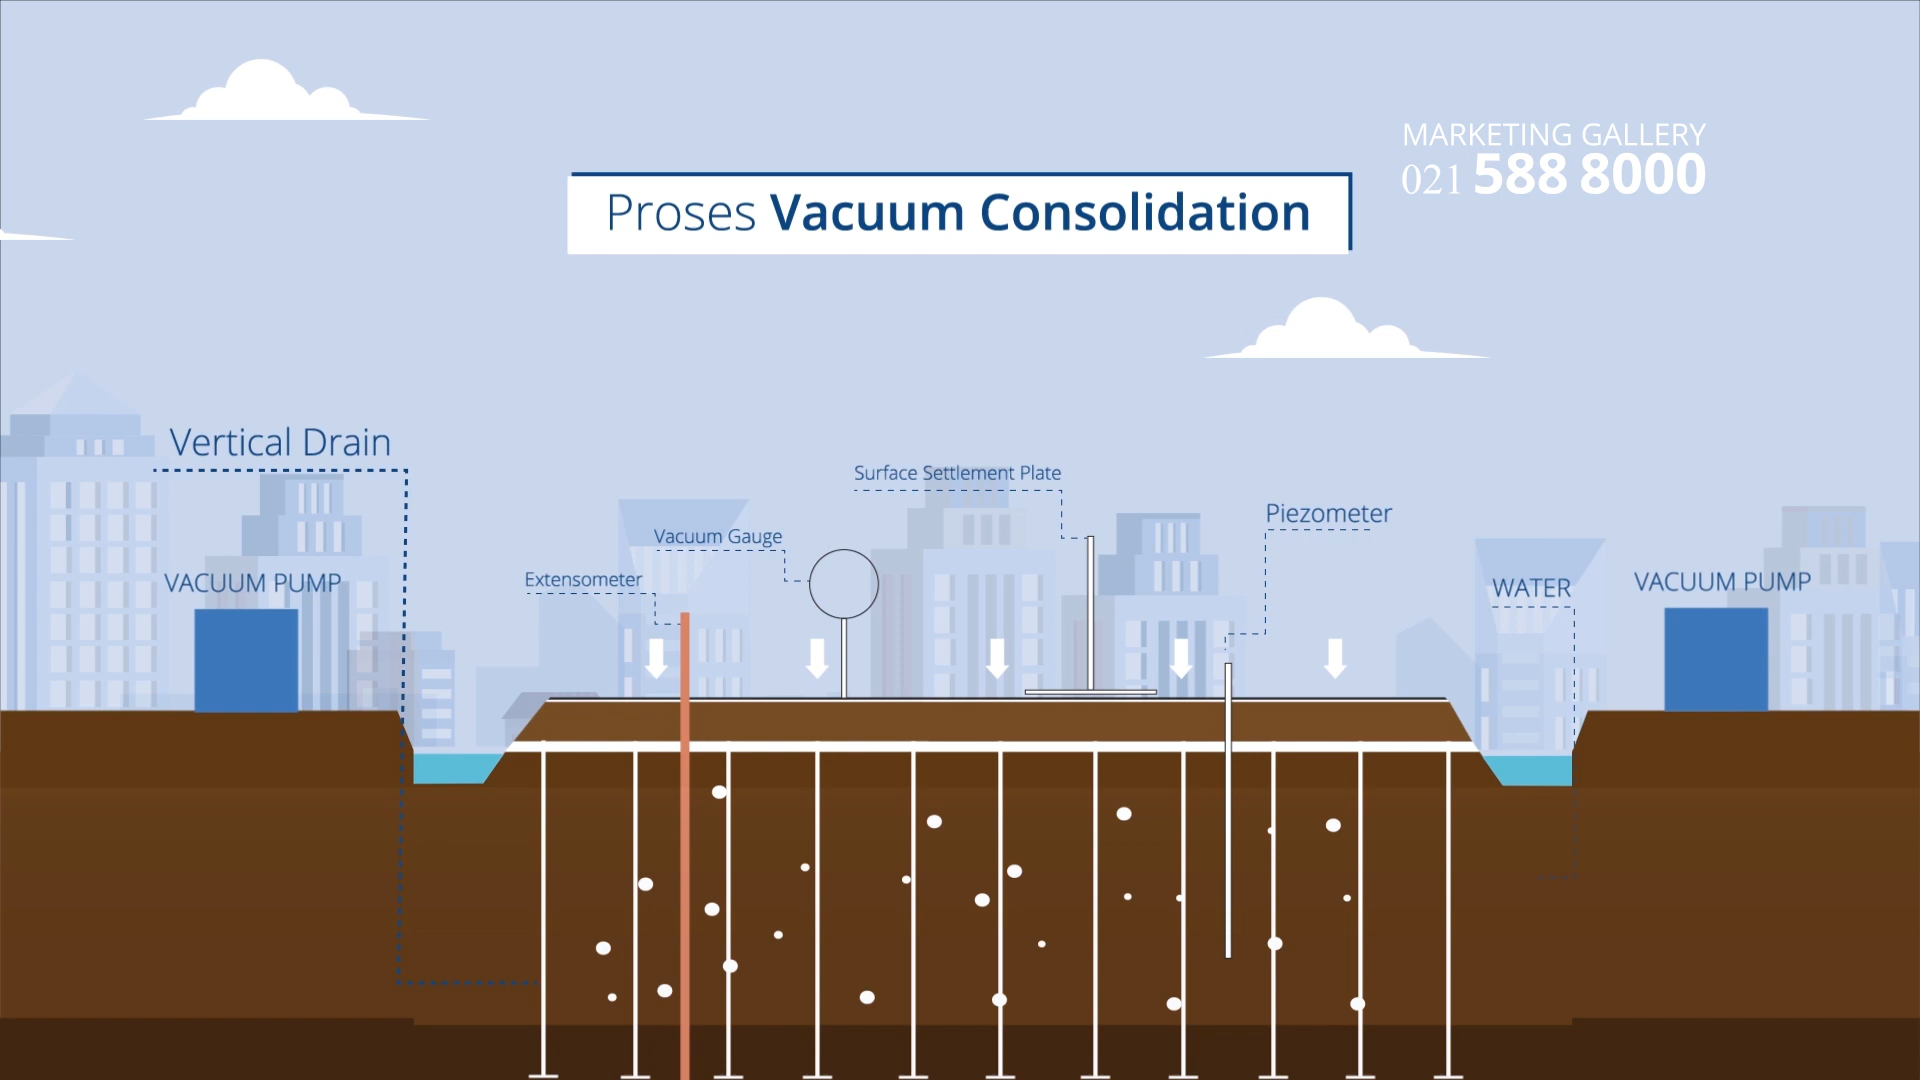 MARKETING GALLERY
021 588 8000
Proses Vacuum Consolidation
Vertical Drain
Surface Settlement Plate
Piezometer
Vacuum Gauge
Extensometer
VACUUM PUMP
WATER
VACUUM PUMP